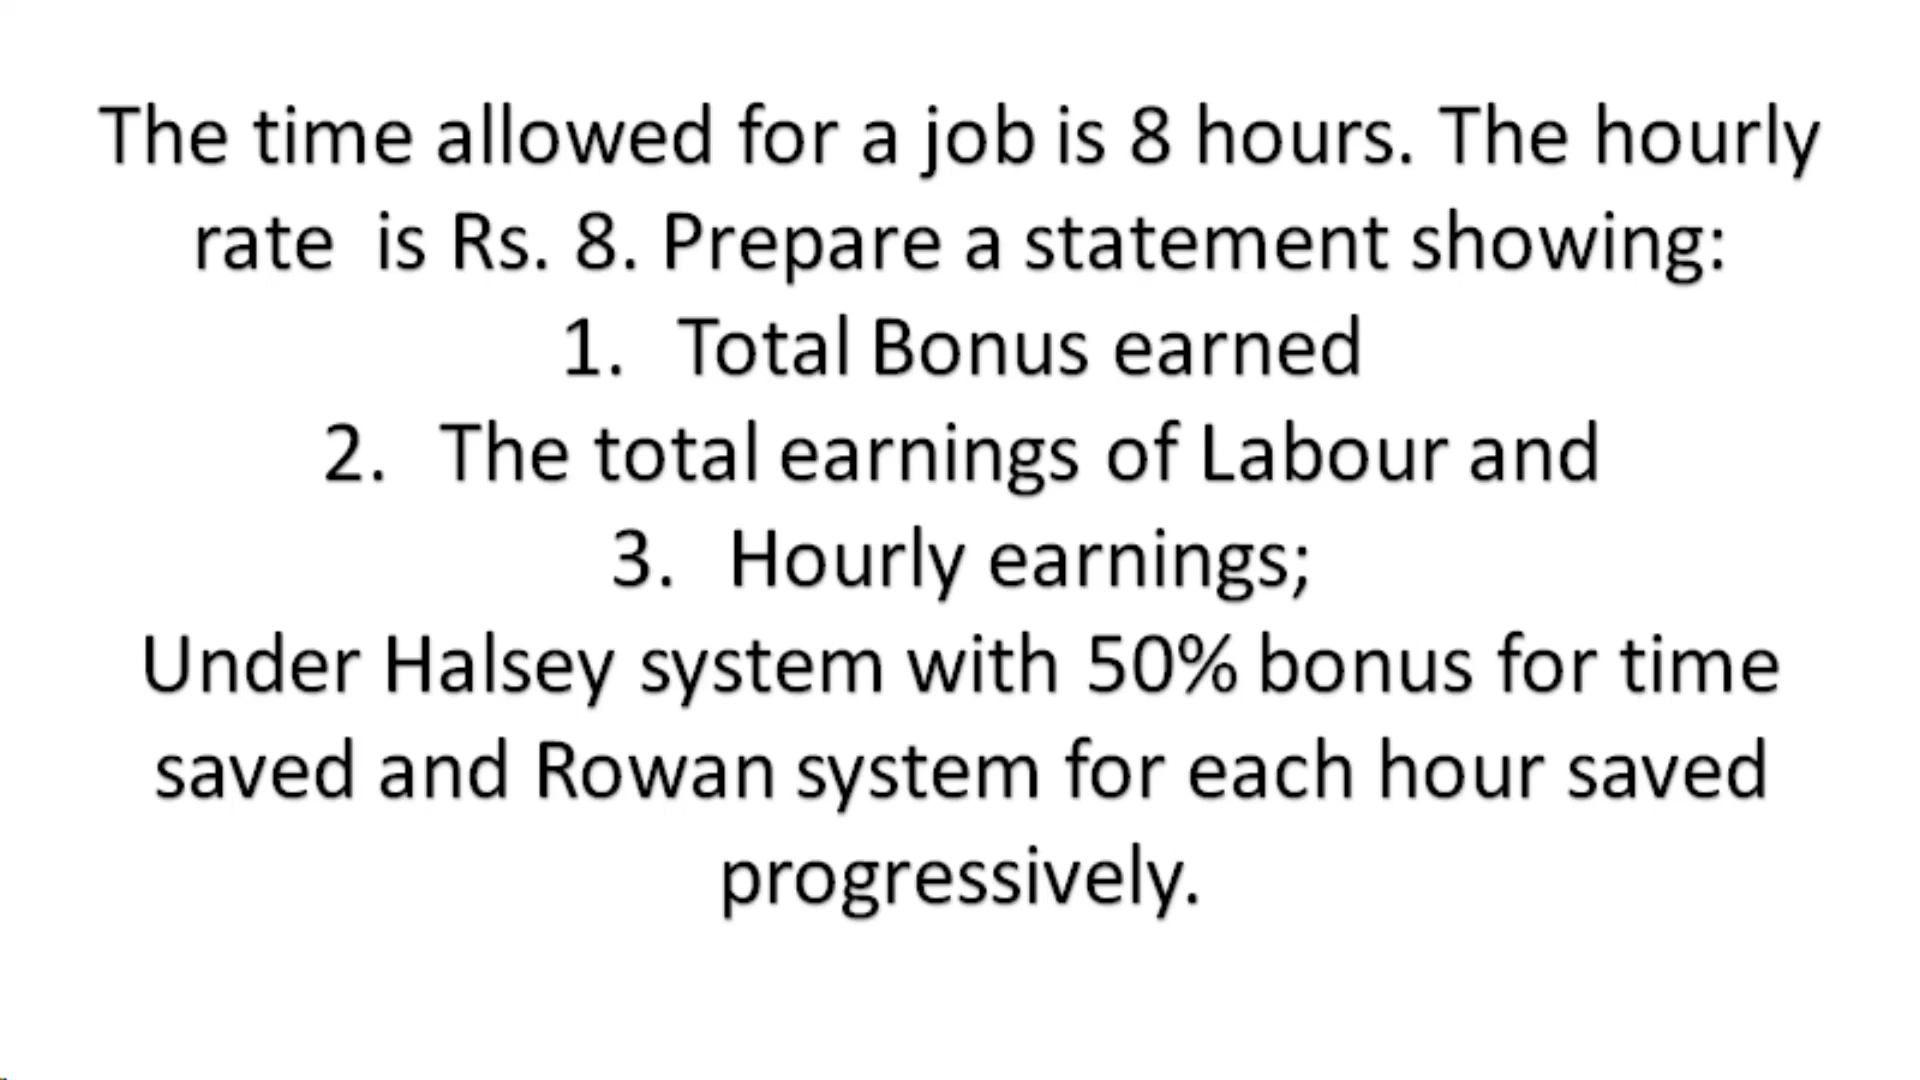 The time allowed for a job is 8 hours. The hourly
rate is Rs. 8. Prepare a statement showing:
1. Total Bonus earned
2. The total earnings of Labour and
3. Hourly earnings;
Under Halsey system with 50% bonus for time
saved and Rowan system for each hour saved
progressively.